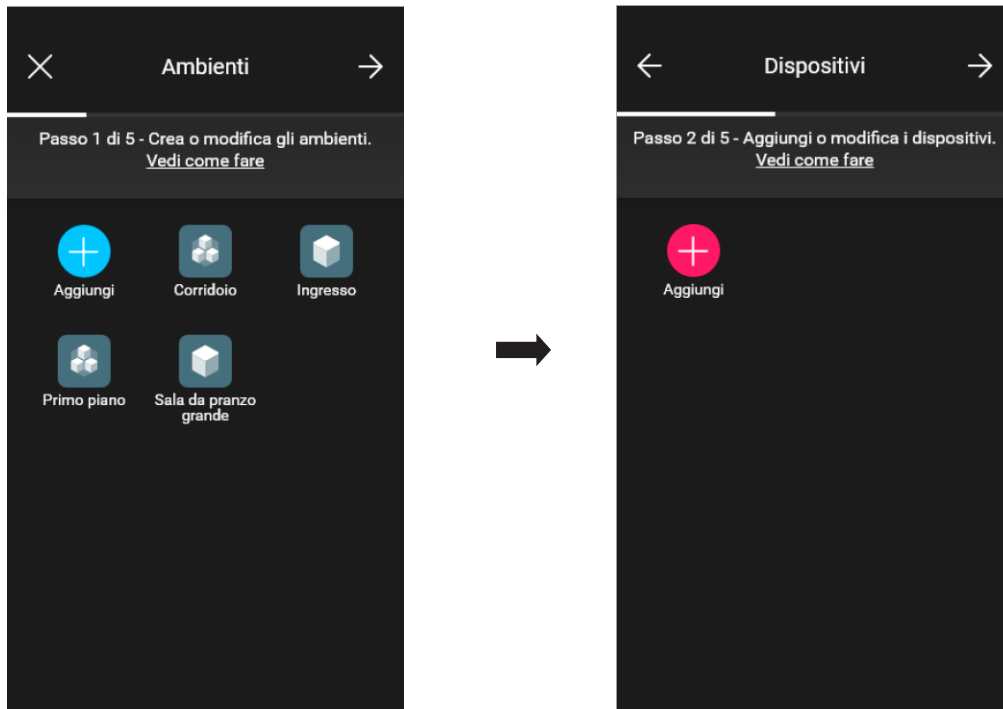 Ambienti
Passo 1 di 5 - Crea o modifica gli ambienti.
Vedi come fare
Aggiungi
Corridoio
Ingresso
Primo piano
Sala da pranzo
grande
Dispositivi
Passo 2 di 5 - Aggiungi o modifica i dispositivi.
Vedi come fare
Aggiungi